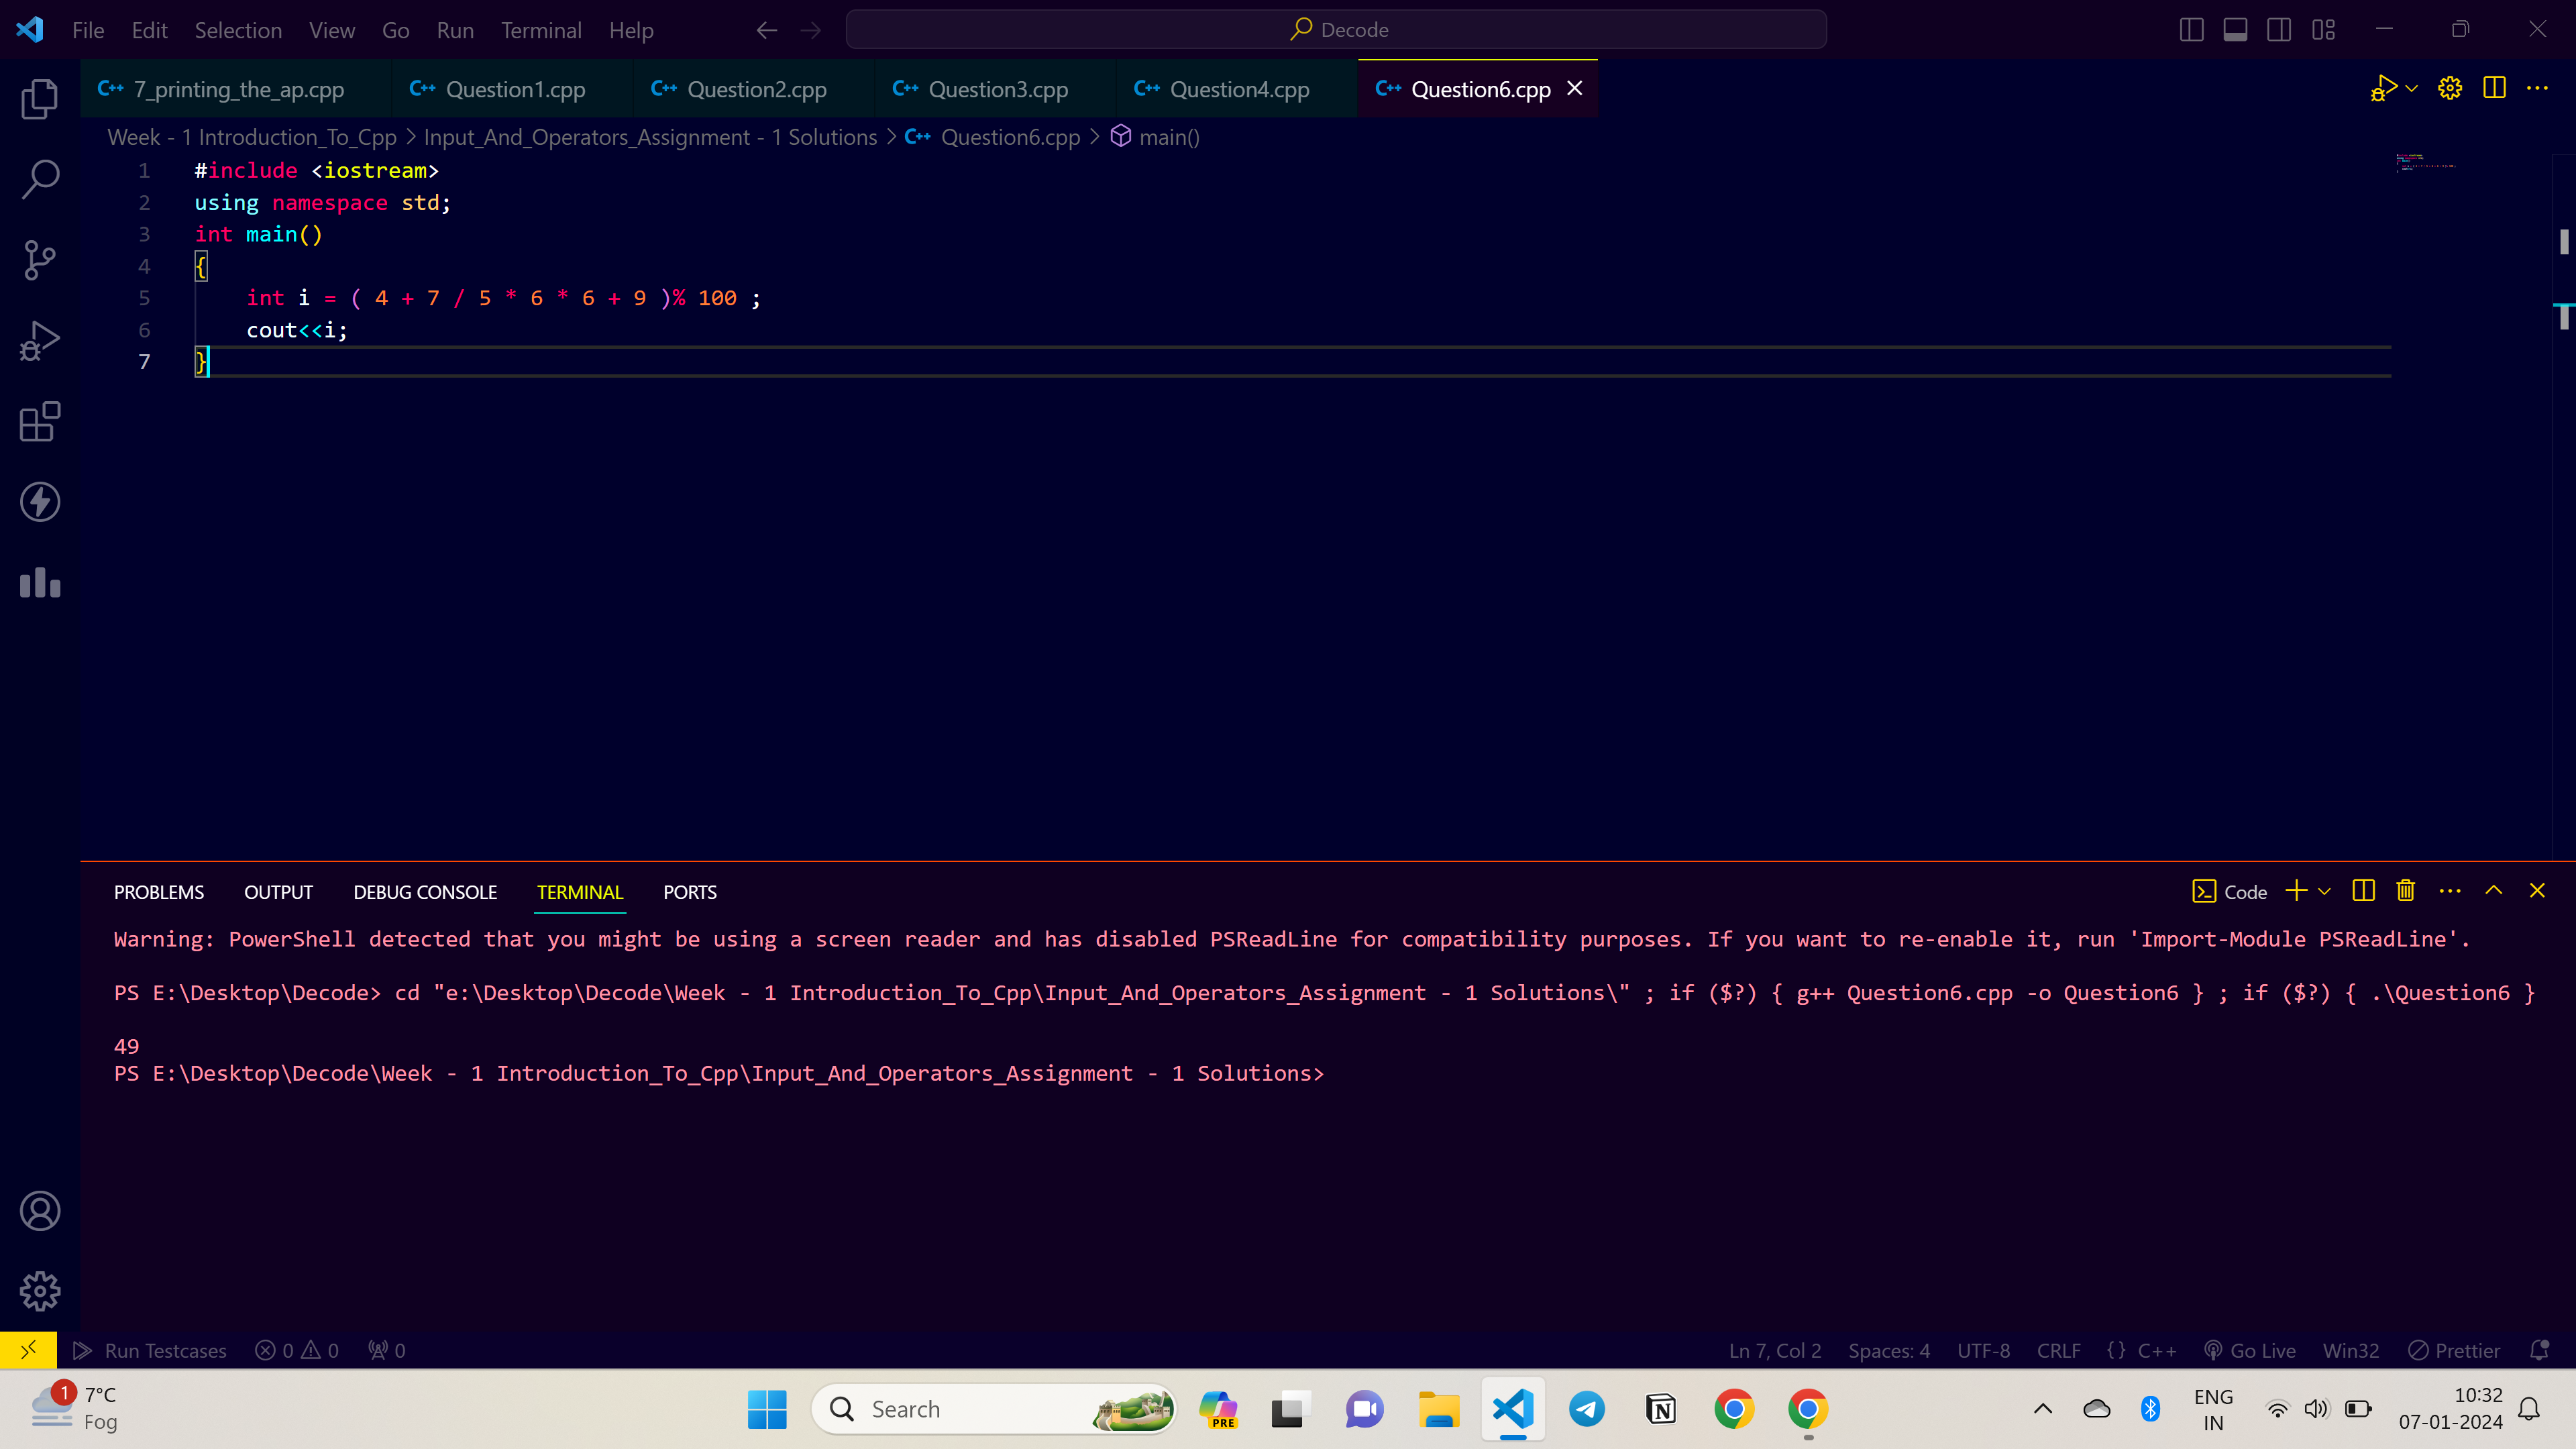 File Edit Selection View Go Run Terminal Help Decode
7_printing_the_ap.cpp Question1.cpp Question2.cpp Question3.cpp Question4.cpp Question6.cpp
Week - 1 Introduction_To_Cpp > Input_And_Operators_Assignment - 1 Solutions > Question6.cpp > main()
1 #include <iostream>
2 using namespace std;
3 int main()
4 {
5 int i = ( 4 + 7 / 5 * 6 * 6 + 9 )% 100 ;
6 cout<<i;
7 }
PROBLEMS OUTPUT DEBUG CONSOLE TERMINAL PORTS Code
Warning: PowerShell detected that you might be using a screen reader and has disabled PSReadLine for compatibility purposes. If you want to re-enable it, run 'Import-Module PSReadLine'.
PS E:\Desktop\Decode> cd "e:\Desktop\Decode\Week - 1 Introduction_To_Cpp\Input_And_Operators_Assignment - 1 Solutions\" ; if ($?) { g++ Question6.cpp -o Question6 } ; if ($?) { .\Question6 }
49
PS E:\Desktop\Decode\Week - 1 Introduction_To_Cpp\Input_And_Operators_Assignment - 1 Solutions>
Run Testcases 0 0 0 Ln 7, Col 2 Spaces: 4 UTF-8 CRLF {} C++ Go Live Win32 Prettier
1 7°C Search PRE ENG 10:32
Fog IN 07-01-2024